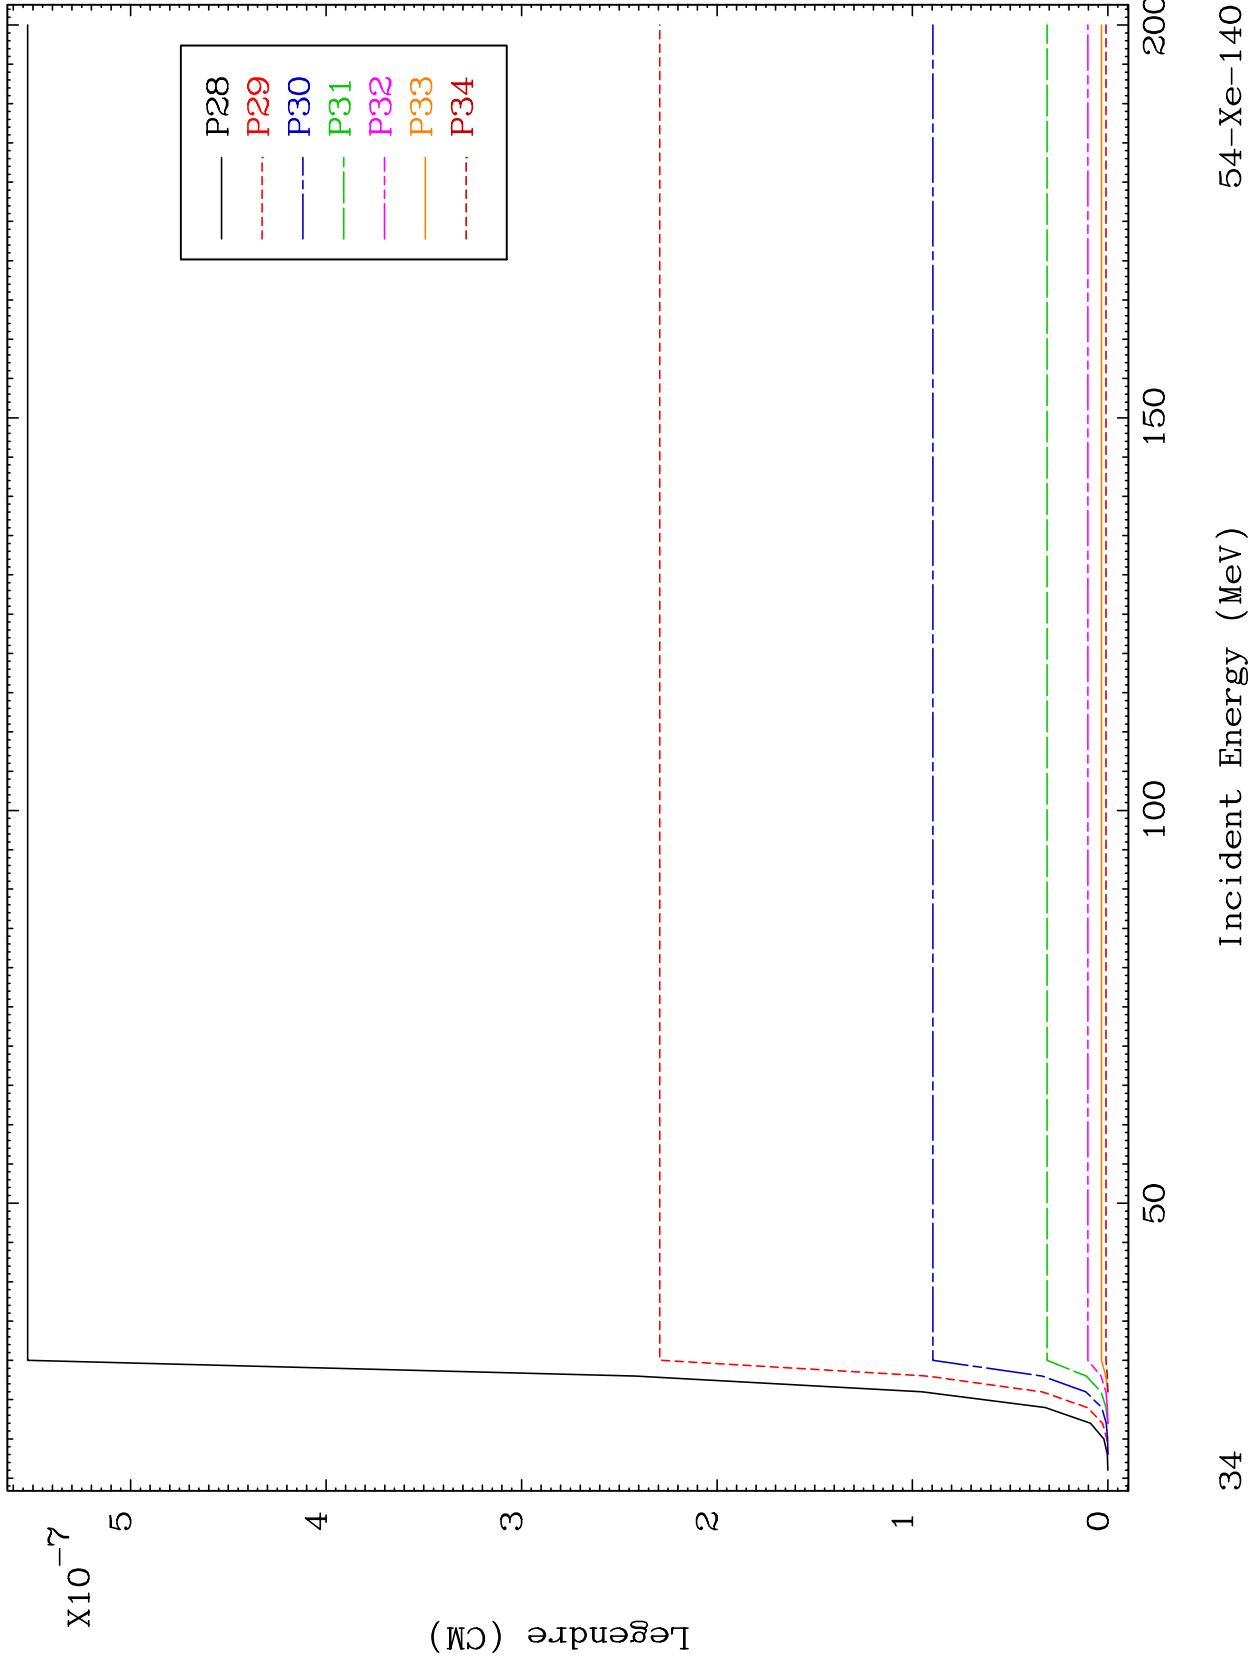 X10-7
5
4
3
2
1
0
Legendre (CM)
P28
P29
P30
P31
P32
P33
P34
50
100
150
200
Incident Energy (MeV)
34
54-Xe-140